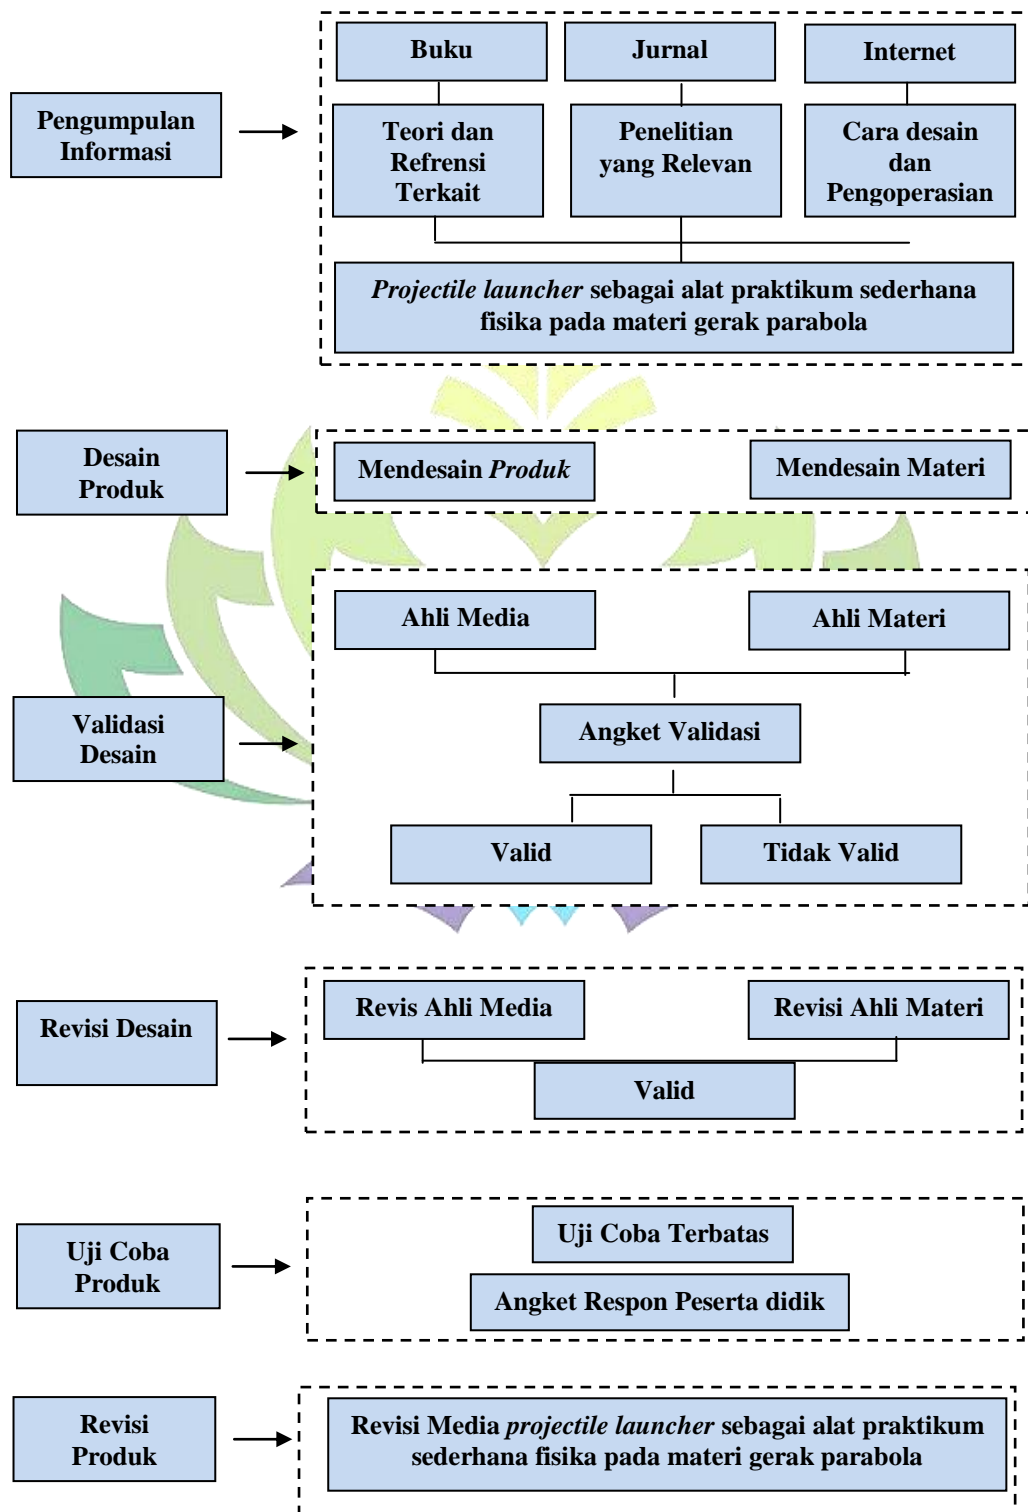 Buku
Jurnal
Internet
Pengumpulan
Informasi
Teori dan
Refrensi
Terkait
Penelitian
yang Relevan
Cara desain
dan
Pengoperasian
Projectile launcher sebagai alat praktikum sederhana
fisika pada materi gerak parabola
Desain
Produk
Mendesain Produk
Mendesain Materi
Ahli Media
Ahli Materi
Validasi
Desain
Angket Validasi
Valid
Tidak Valid
Revisi Desain
Revis Ahli Media
Revisi Ahli Materi
Valid
Uji Coba
Produk
Uji Coba Terbatas
Angket Respon Peserta didik
Revisi
Produk
Revisi Media projectile launcher sebagai alat praktikum
sederhana fisika pada materi gerak parabola